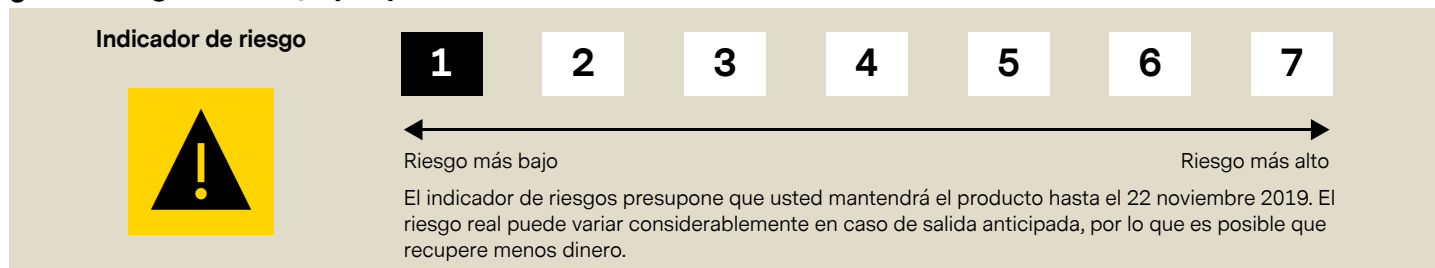 Indicador de riesgo
1 2 3 4 5 6 7
Riesgo más bajo Riesgo más alto
El indicador de riesgos presupone que usted mantendrá el producto hasta el 22 noviembre 2019. El
riesgo real puede variar considerablemente en caso de salida anticipada, por lo que es posible que
recupere menos dinero.